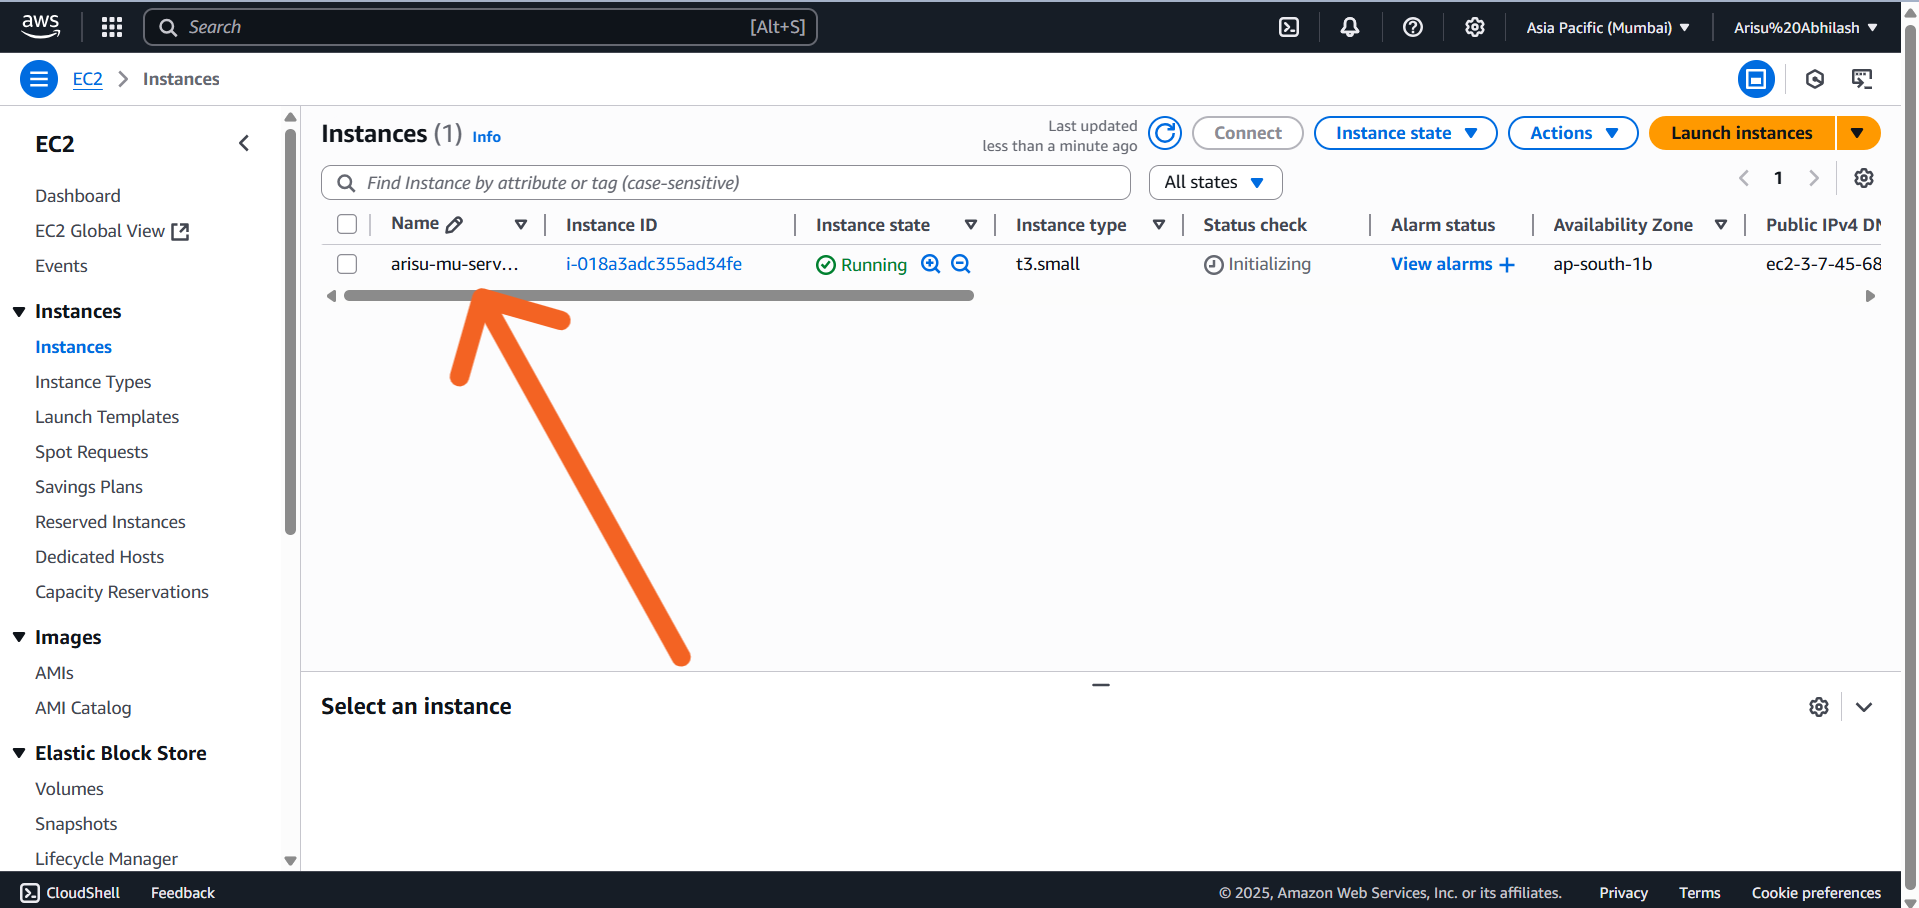 aws
Search [Alt+S]
Asia Pacific (Mumbai)
Arisu%20Abhilash
EC2 Instances
EC2
Dashboard
EC2 Global View
Events
Instances
Instances
Instance Types
Launch Templates
Spot Requests
Savings Plans
Reserved Instances
Dedicated Hosts
Capacity Reservations
Images
AMIs
AMI Catalog
Elastic Block Store
Volumes
Snapshots
Lifecycle Manager
Instances (1) Info
Last updated
less than a minute ago
Connect
Instance state
Actions
Launch instances
Find Instance by attribute or tag (case-sensitive)
All states
1
Name Instance ID Instance state Instance type Status check Alarm status Availability Zone Public IPv4 DN
arisu-mu-serv... i-018a3adc355ad34fe Running t3.small Initializing View alarms + ap-south-1b ec2-3-7-45-68
Select an instance
CloudShell Feedback
© 2025, Amazon Web Services, Inc. or its affiliates. Privacy Terms Cookie preferences